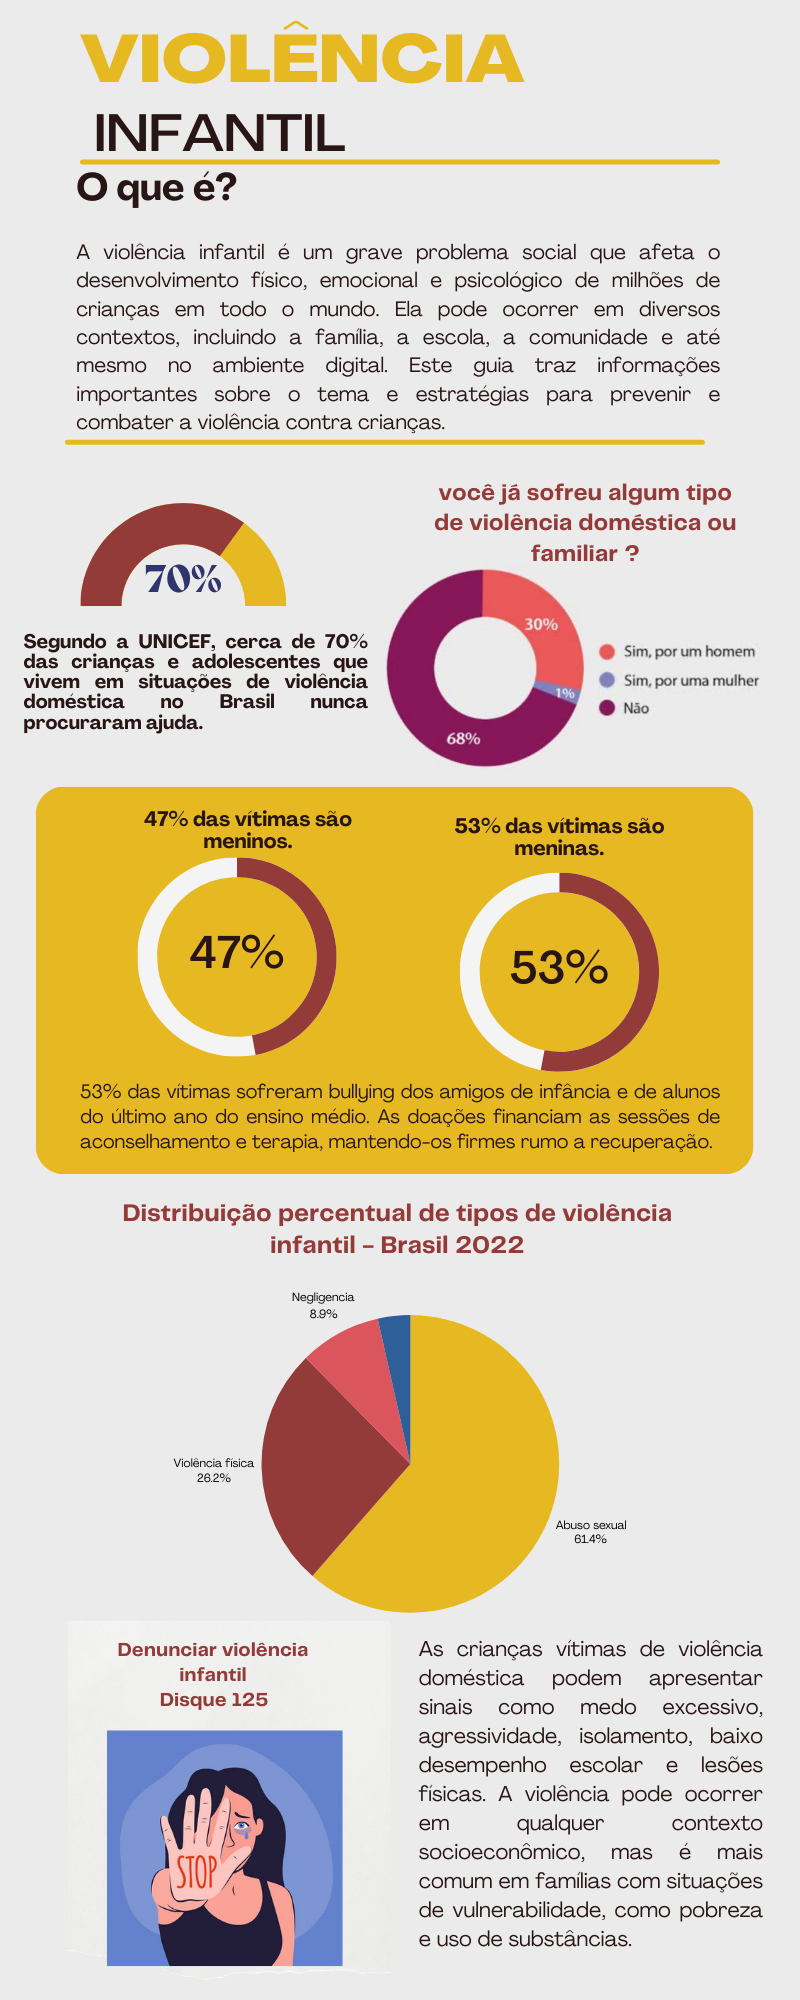 VIOLÊNCIA
INFANTIL
O que é?
A violência infantil é um grave problema social que afeta o
desenvolvimento físico, emocional e psicológico de milhões de
crianças em todo o mundo. Ela pode ocorrer em diversos
contextos, incluindo a família, a escola, a comunidade e até
mesmo no ambiente digital. Este guia traz informações
importantes sobre o tema e estratégias para prevenir e
combater a violência contra crianças.
70%
Segundo a UNICEF, cerca de 70%
das crianças e adolescentes que
vivem em situações de violência
doméstica no Brasil nunca
procuraram ajuda.
você já sofreu algum tipo
de violência doméstica ou
familiar ?
30%
1%
68%
Sim, por um homem
Sim, por uma mulher
Não
47% das vítimas são
meninos.
47%
53% das vítimas são
meninas.
53%
53% das vítimas sofreram bullying dos amigos de infância e de alunos
do último ano do ensino médio. As doações financiam as sessões de
aconselhamento e terapia, mantendo-os firmes rumo a recuperação.
Distribuição percentual de tipos de violência
infantil - Brasil 2022
Negligencia
8.9%
Violência física
26.2%
Abuso sexual
61.4%
Denunciar violência
infantil
Disque 125
STOP
As crianças vítimas de violência
doméstica podem apresentar
sinais como medo excessivo,
agressividade, isolamento, baixo
desempenho escolar e lesões
físicas. A violência pode ocorrer
em qualquer contexto
socioeconômico, mas é mais
comum em famílias com situações
de vulnerabilidade, como pobreza
e uso de substâncias.